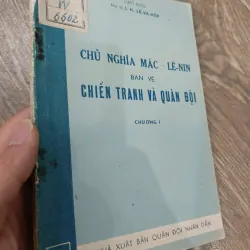 W
6602
CHỦ NGHĨA MÁC - LÊ-NIN
BÀN VỀ
CHIẾN TRANH VÀ QUÂN ĐỘI
CHƯƠNG I
XUẤT BẢN QUÂN ĐỘI NHÂN DÂN